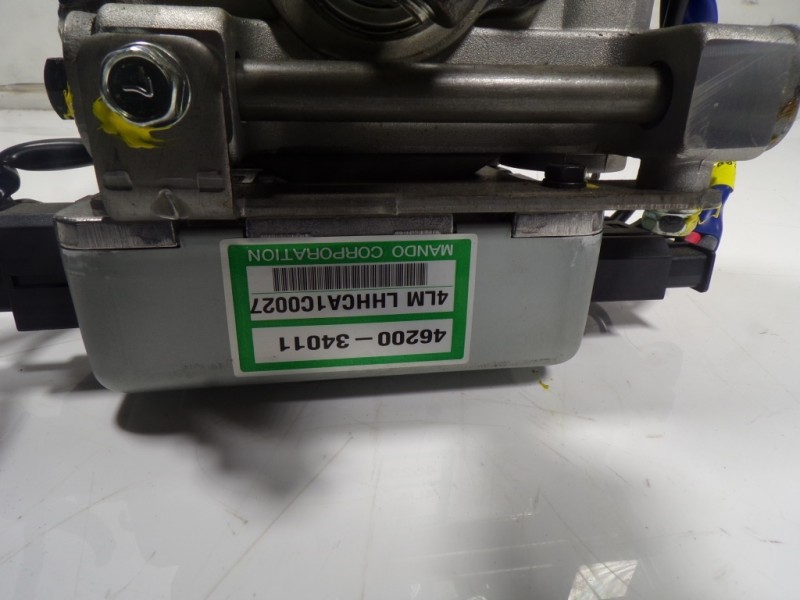 46200-34011
4LM LHHCA1C0027
MANDO CORPORATION